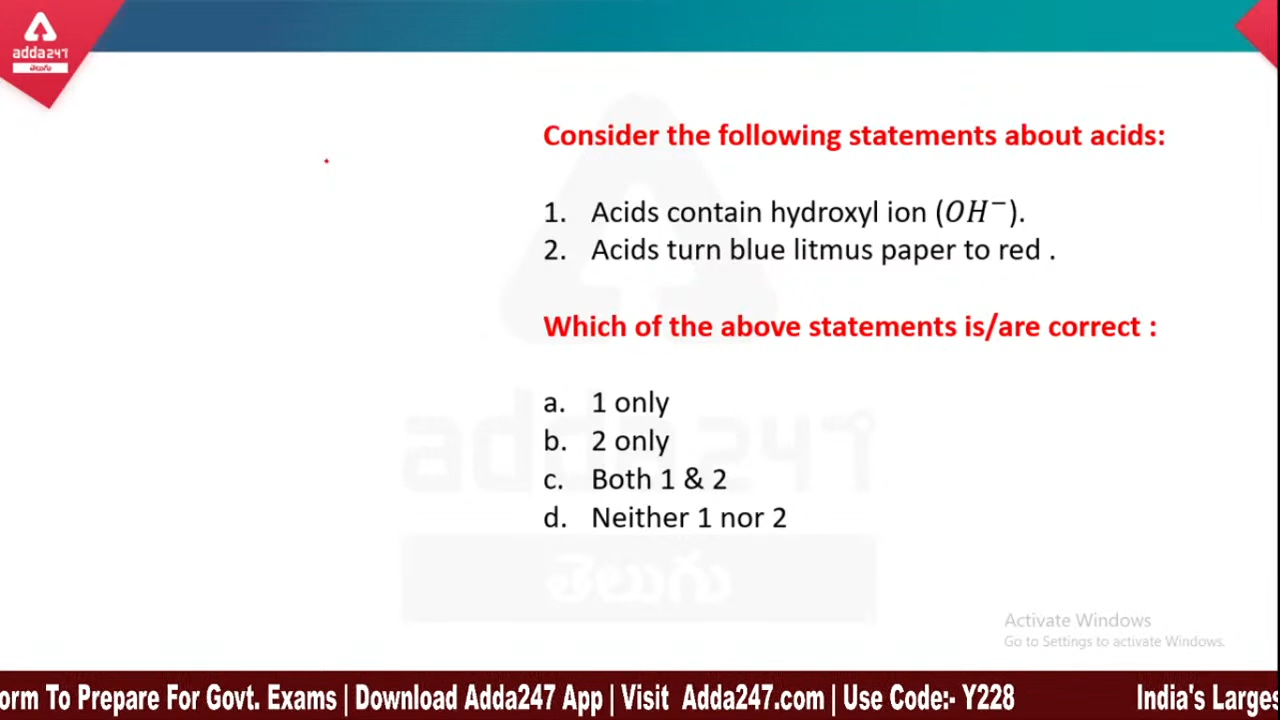 adda247
తెలుగు
Consider the following statements about acids:
1. Acids contain hydroxyl ion (OH⁻).
2. Acids turn blue litmus paper to red .
Which of the above statements is/are correct :
a. 1 only
b. 2 only
c. Both 1 & 2
d. Neither 1 nor 2
adda247
తెలుగు
Activate Windows
Go to Settings to activate Windows.
orm To Prepare For Govt. Exams | Download Adda247 App | Visit Adda247.com | Use Code:- Y228 India's Larges